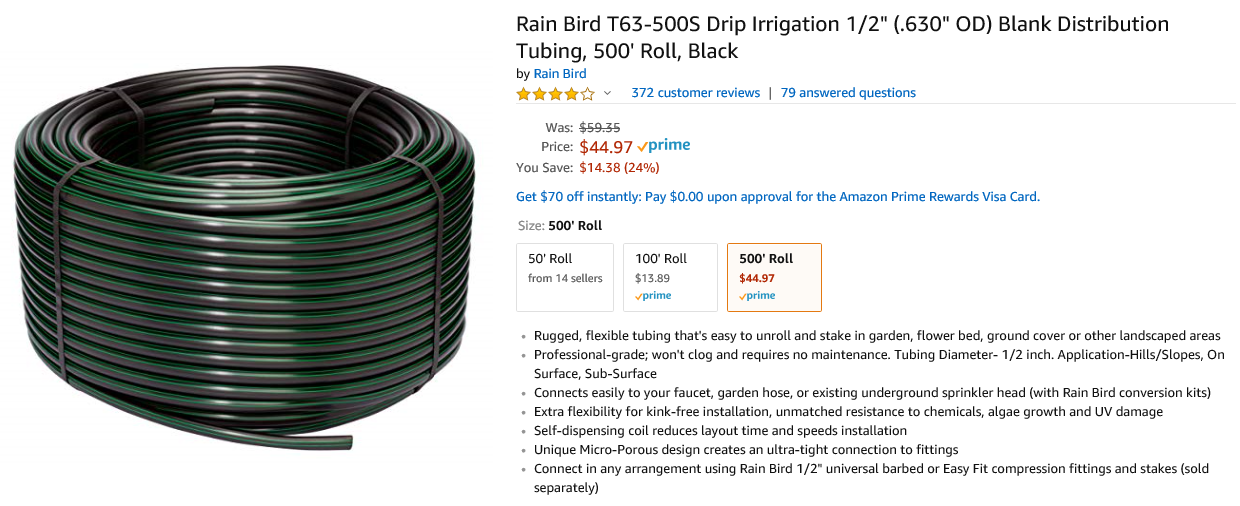 Rain Bird T63-500S Drip Irrigation 1/2" (.630" OD) Blank Distribution
Tubing, 500' Roll, Black
by Rain Bird
372 customer reviews | 79 answered questions
Was: $59.35
Price: $44.97 prime
You Save: $14.38 (24%)
Get $70 off instantly: Pay $0.00 upon approval for the Amazon Prime Rewards Visa Card.
Size: 500' Roll
50' Roll 100' Roll 500' Roll
from 14 sellers $13.89 $44.97
prime prime
• Rugged, flexible tubing that's easy to unroll and stake in garden, flower bed, ground cover or other landscaped areas
• Professional-grade; won't clog and requires no maintenance. Tubing Diameter- 1/2 inch. Application-Hills/Slopes, On
Surface, Sub-Surface
• Connects easily to your faucet, garden hose, or existing underground sprinkler head (with Rain Bird conversion kits)
• Extra flexibility for kink-free installation, unmatched resistance to chemicals, algae growth and UV damage
• Self-dispensing coil reduces layout time and speeds installation
• Unique Micro-Porous design creates an ultra-tight connection to fittings
• Connect in any arrangement using Rain Bird 1/2" universal barbed or Easy Fit compression fittings and stakes (sold
separately)